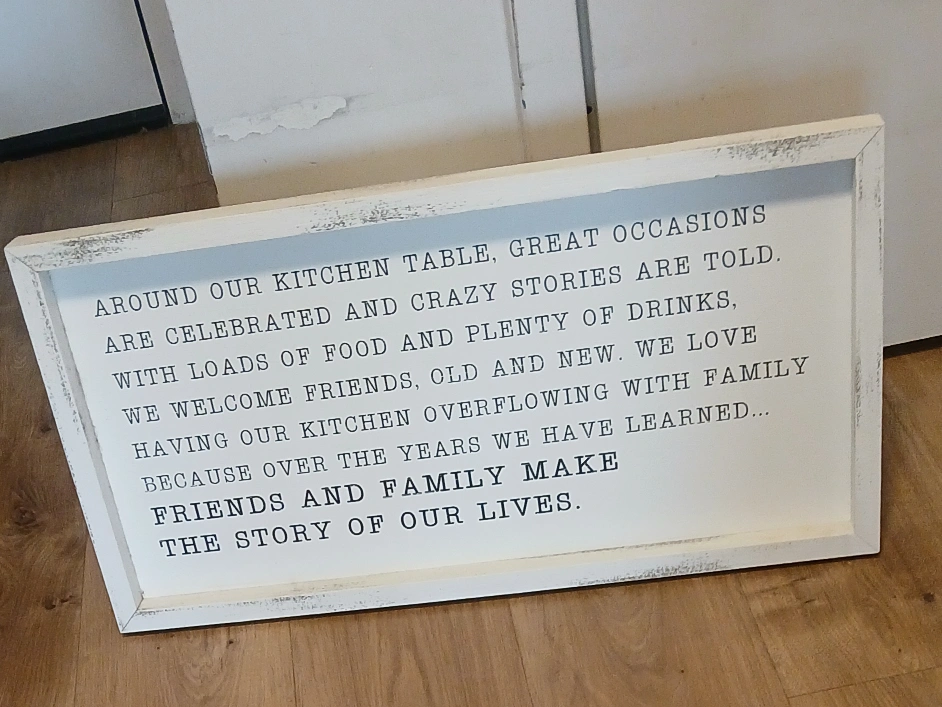 AROUND OUR KITCHEN TABLE, GREAT OCCASIONS
ARE CELEBRATED AND CRAZY STORIES ARE TOLD.
WITH LOADS OF FOOD AND PLENTY OF DRINKS,
WE WELCOME FRIENDS, OLD AND NEW. WE LOVE
HAVING OUR KITCHEN OVERFLOWING WITH FAMILY
BECAUSE OVER THE YEARS WE HAVE LEARNED...
FRIENDS AND FAMILY MAKE
THE STORY OF OUR LIVES.